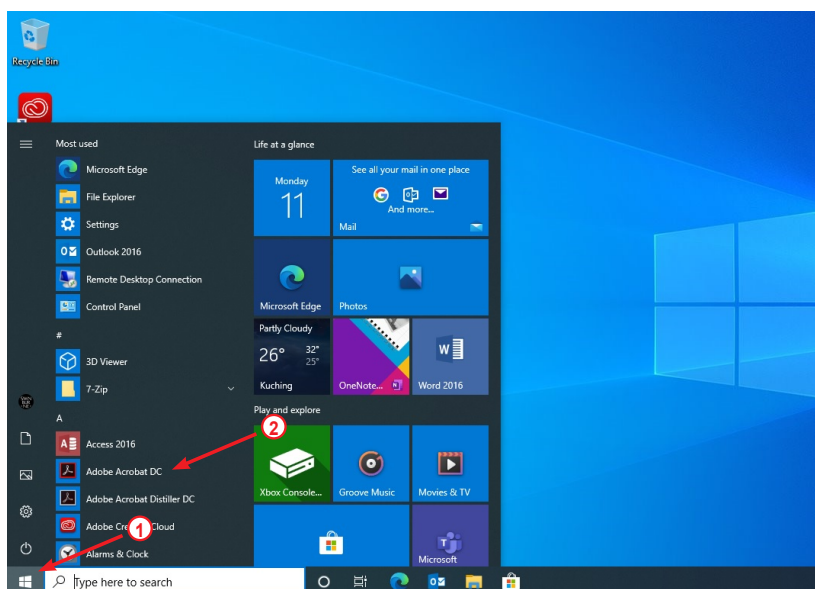 Recycle Bin
Most used
Microsoft Edge
File Explorer
Settings
Outlook 2016
Remote Desktop Connection
Control Panel
#
3D Viewer
7-Zip
A
Access 2016
Adobe Acrobat DC
Adobe Acrobat Distiller DC
Adobe Cre Cloud
Alarms & Clock
1
2
Life at a glance
Monday
11
See all your mail in one place
And more...
Mail
Microsoft Edge
Photos
Partly Cloudy
26° 32°
25°
Kuching
OneNote...
Word 2016
Play and explore
Xbox Console...
Groove Music
Movies & TV
Microsoft
Type here to search